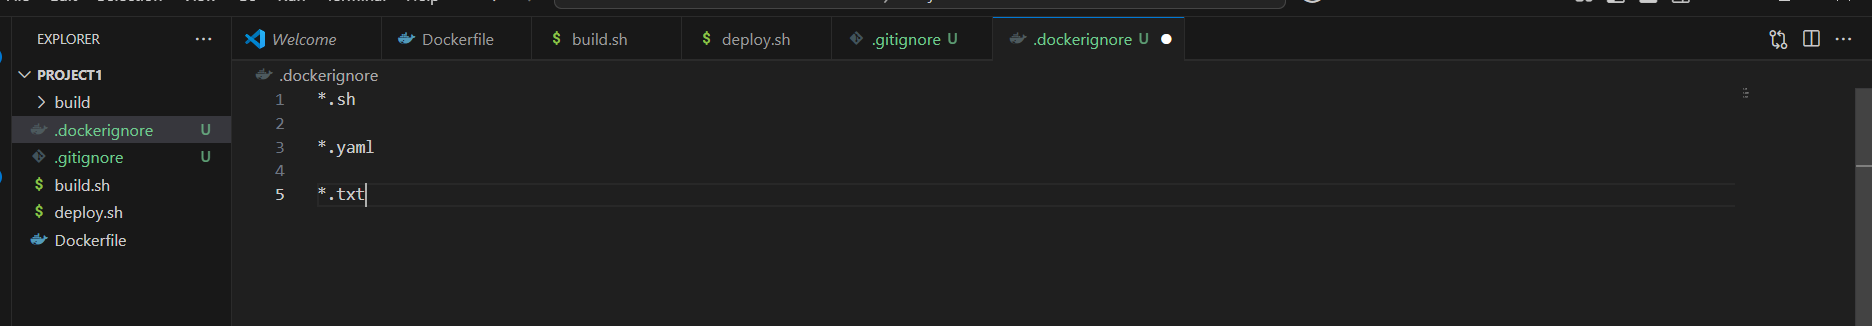 EXPLORER
Welcome
Dockerfile
build.sh
deploy.sh
.gitignore U
.dockerignore U
PROJECT1
build
.dockerignore U
.gitignore U
build.sh
deploy.sh
Dockerfile
.dockerignore
1 *.sh
2
3 *.yaml
4
5 *.txt